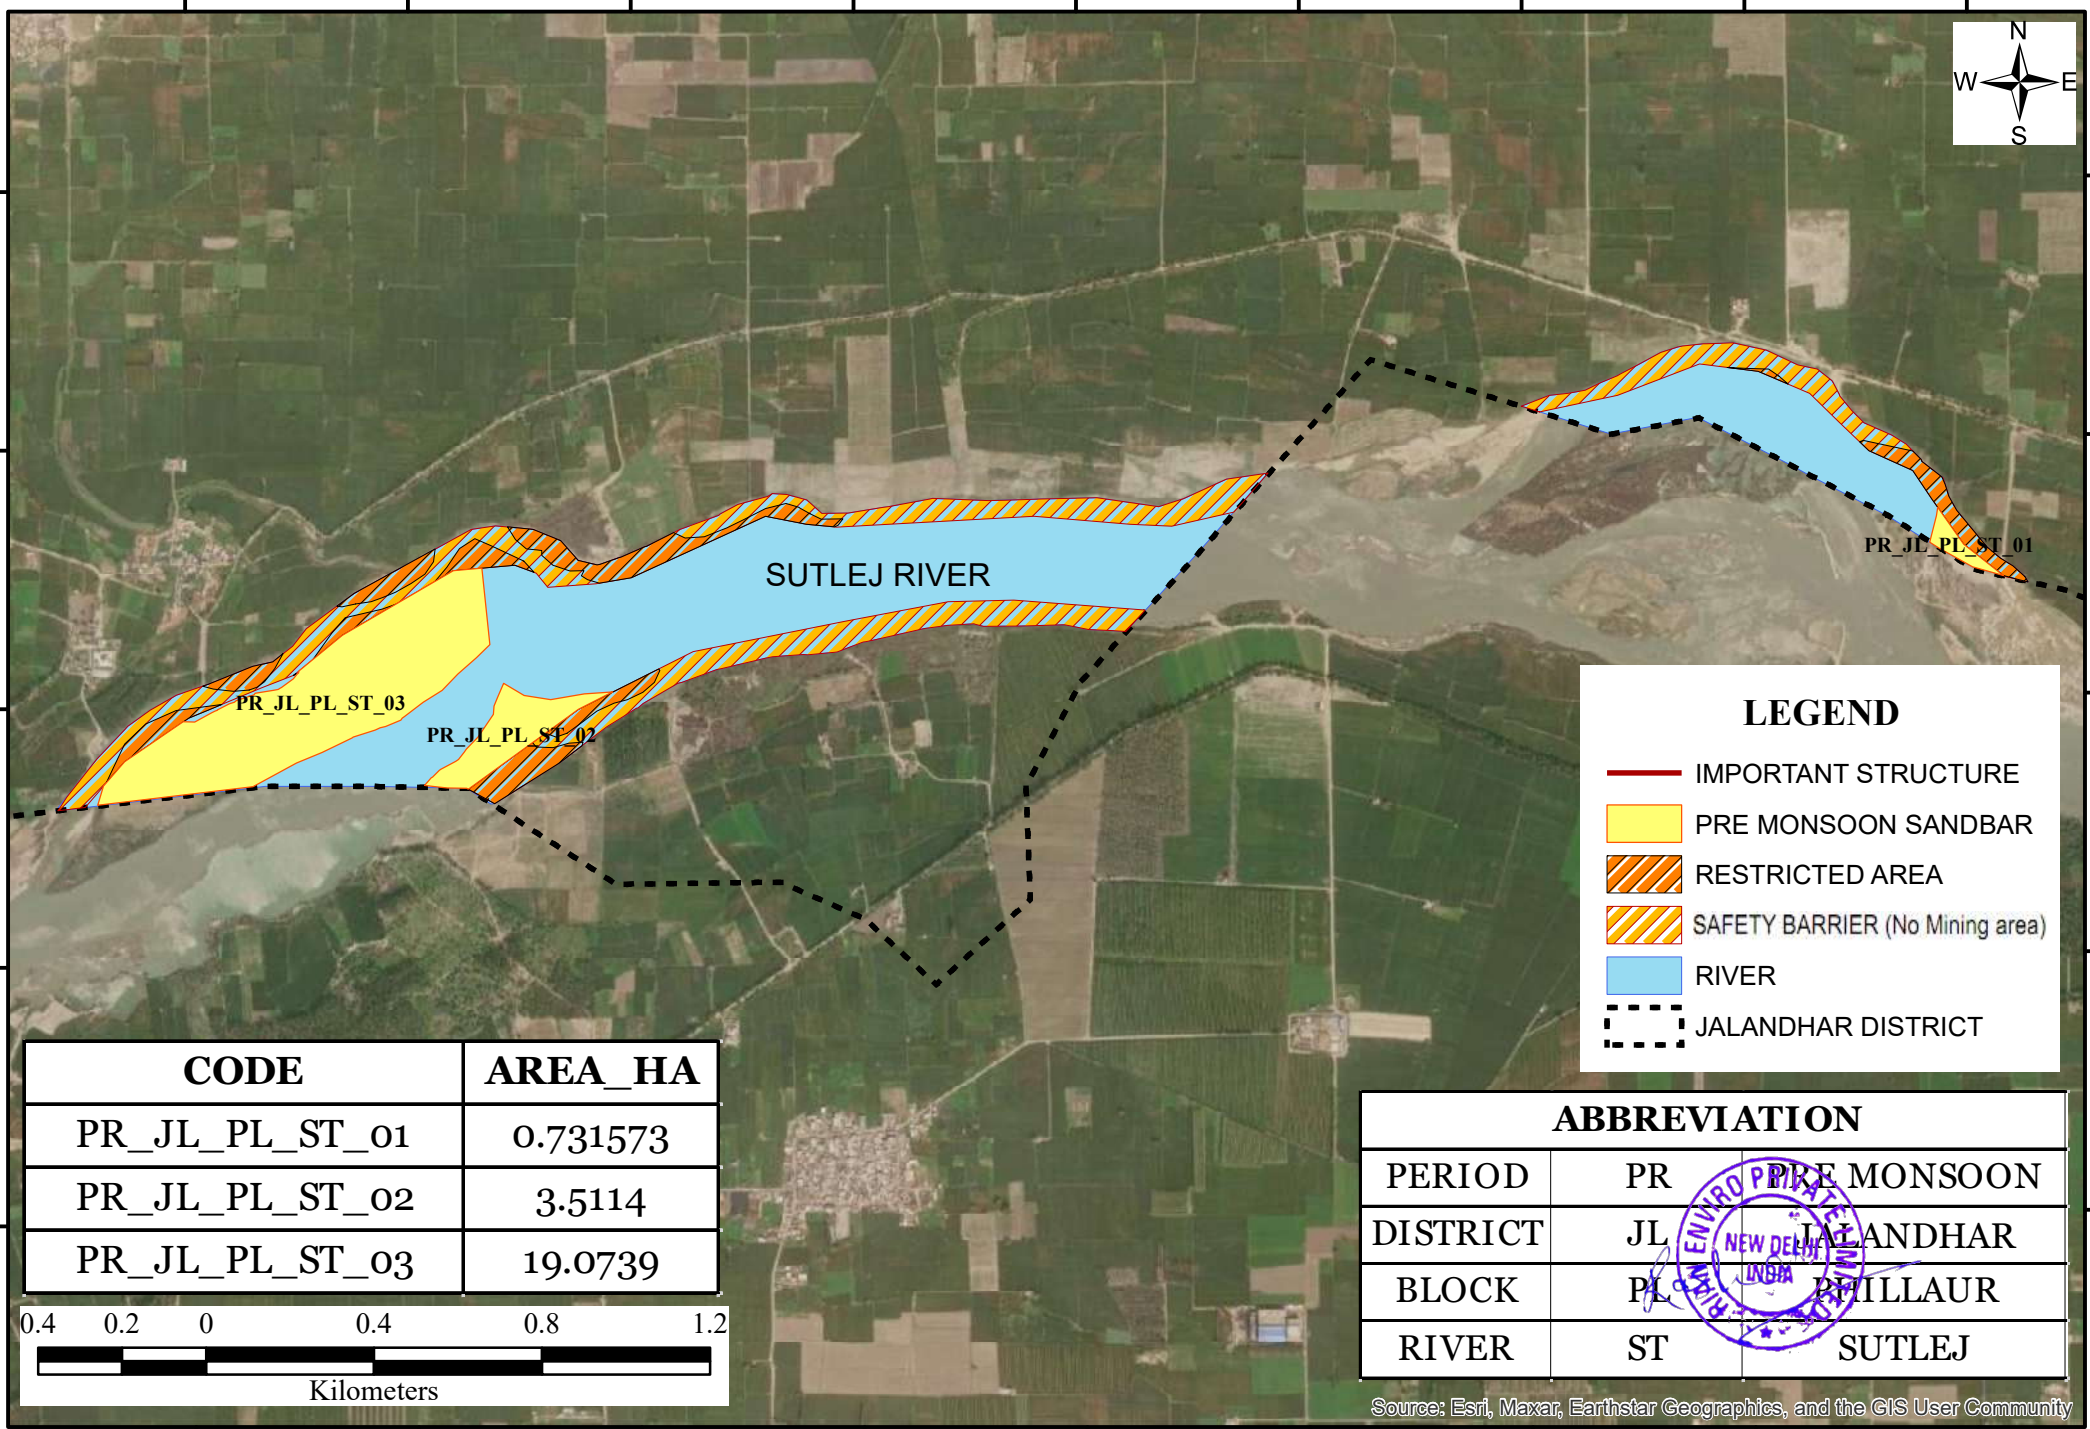 N
W E
S
SUTLEJ RIVER
PR_JL_PL_ST_01
PR_JL_PL_ST_03
PR_JL_PL_ST_02
LEGEND
IMPORTANT STRUCTURE
PRE MONSOON SANDBAR
RESTRICTED AREA
SAFETY BARRIER (No Mining area)
RIVER
JALANDHAR DISTRICT
CODE AREA_HA
PR_JL_PL_ST_01 0.731573
PR_JL_PL_ST_02 3.5114
PR_JL_PL_ST_03 19.0739
0.4 0.2 0 0.4 0.8 1.2
Kilometers
ABBREVIATION
PERIOD PR PRE MONSOON
DISTRICT JL JALANDHAR
BLOCK PL PHILLAUR
RIVER ST SUTLEJ
ENVIRO PRIVATE LIMITED
NEW DELHI
INDIA
Source: Esri, Maxar, Earthstar Geographics, and the GIS User Community